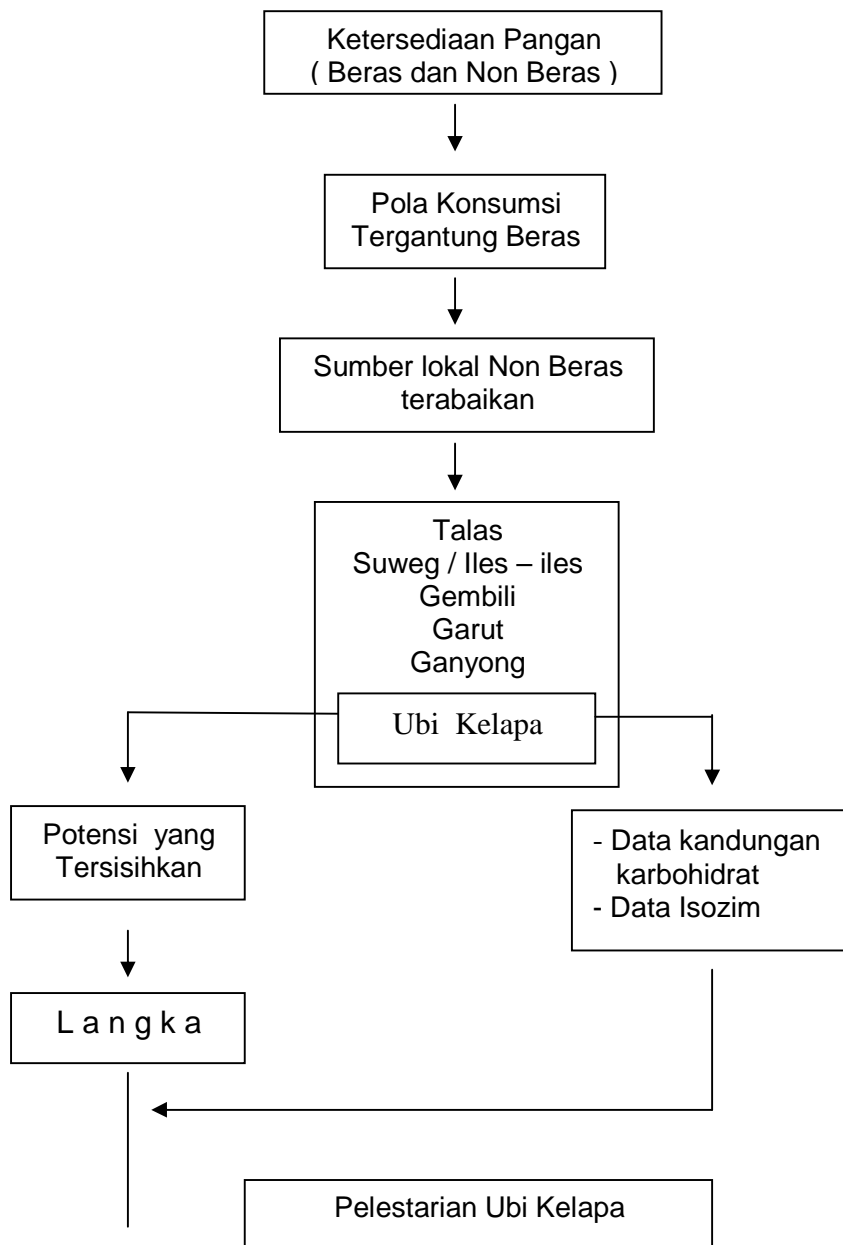 Ketersediaan Pangan
( Beras dan Non Beras )
Pola Konsumsi
Tergantung Beras
Sumber lokal Non Beras
terabaikan
Talas
Suweg / Iles – iles
Gembili
Garut
Ganyong
Ubi Kelapa
Potensi yang
Tersisihkan
- Data kandungan
karbohidrat
- Data Isozim
L a n g k a
Pelestarian Ubi Kelapa